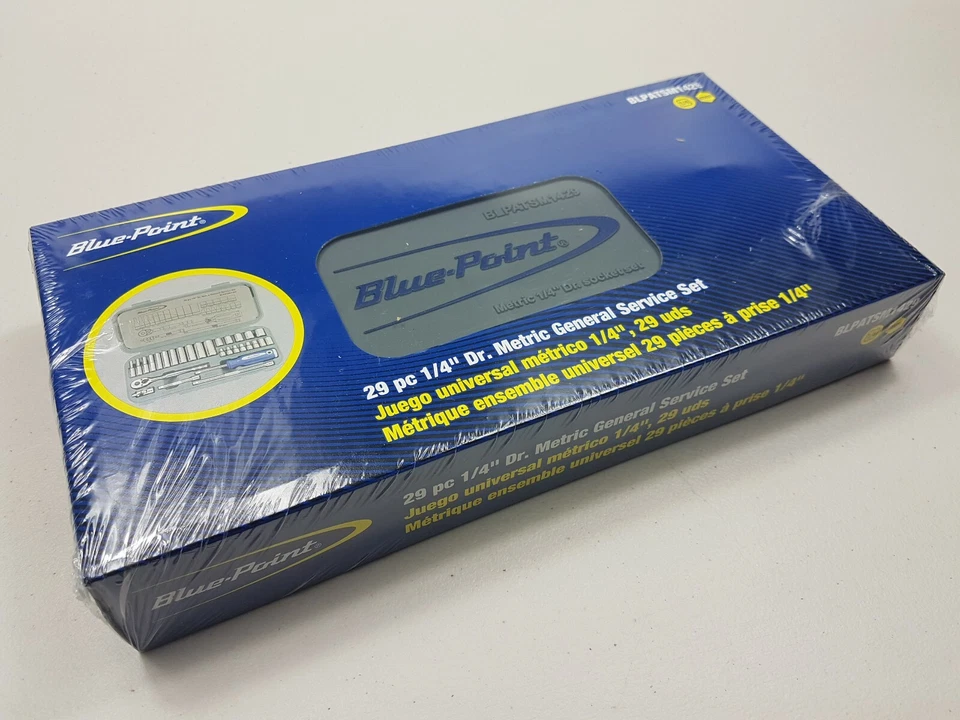 BLPATSM1429
Blue-Point®
BLPATSM1429
Blue-Point®
Metric 1/4" Dr. socket set
29 pc 1/4" Dr. Metric General Service Set
Juego universal métrico 1/4", 29 uds
Métrique ensemble universel 29 pièces à prise 1/4"
BLPATSM1429
29 pc 1/4" Dr. Metric General Service Set
Juego universal métrico 1/4", 29 uds
Métrique ensemble universel 29 pièces à prise 1/4"
Blue-Point®